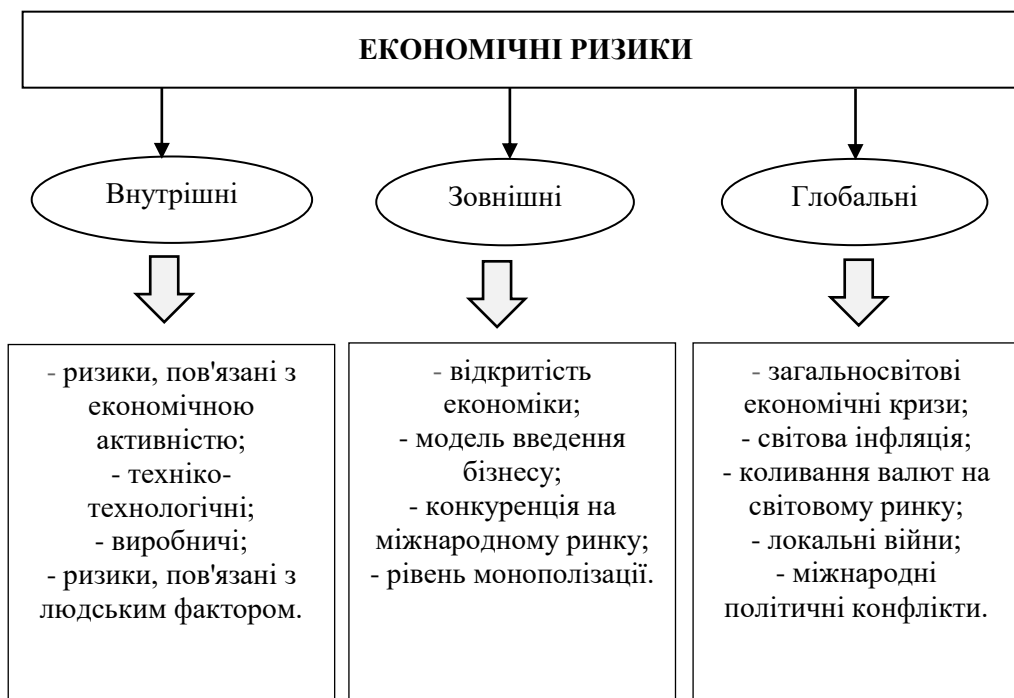 ЕКОНОМІЧНІ РИЗИКИ
Внутрішні
Зовнішні
Глобальні
- ризики, пов'язані з
економічною
активністю;
- техніко-
технологічні;
- виробничі;
- ризики, пов'язані з
людським фактором.
- відкритість
економіки;
- модель введення
бізнесу;
- конкуренція на
міжнародному ринку;
- рівень монополізації.
- загальносвітові
економічні кризи;
- світова інфляція;
- коливання валют на
світовому ринку;
- локальні війни;
- міжнародні
політичні конфлікти.